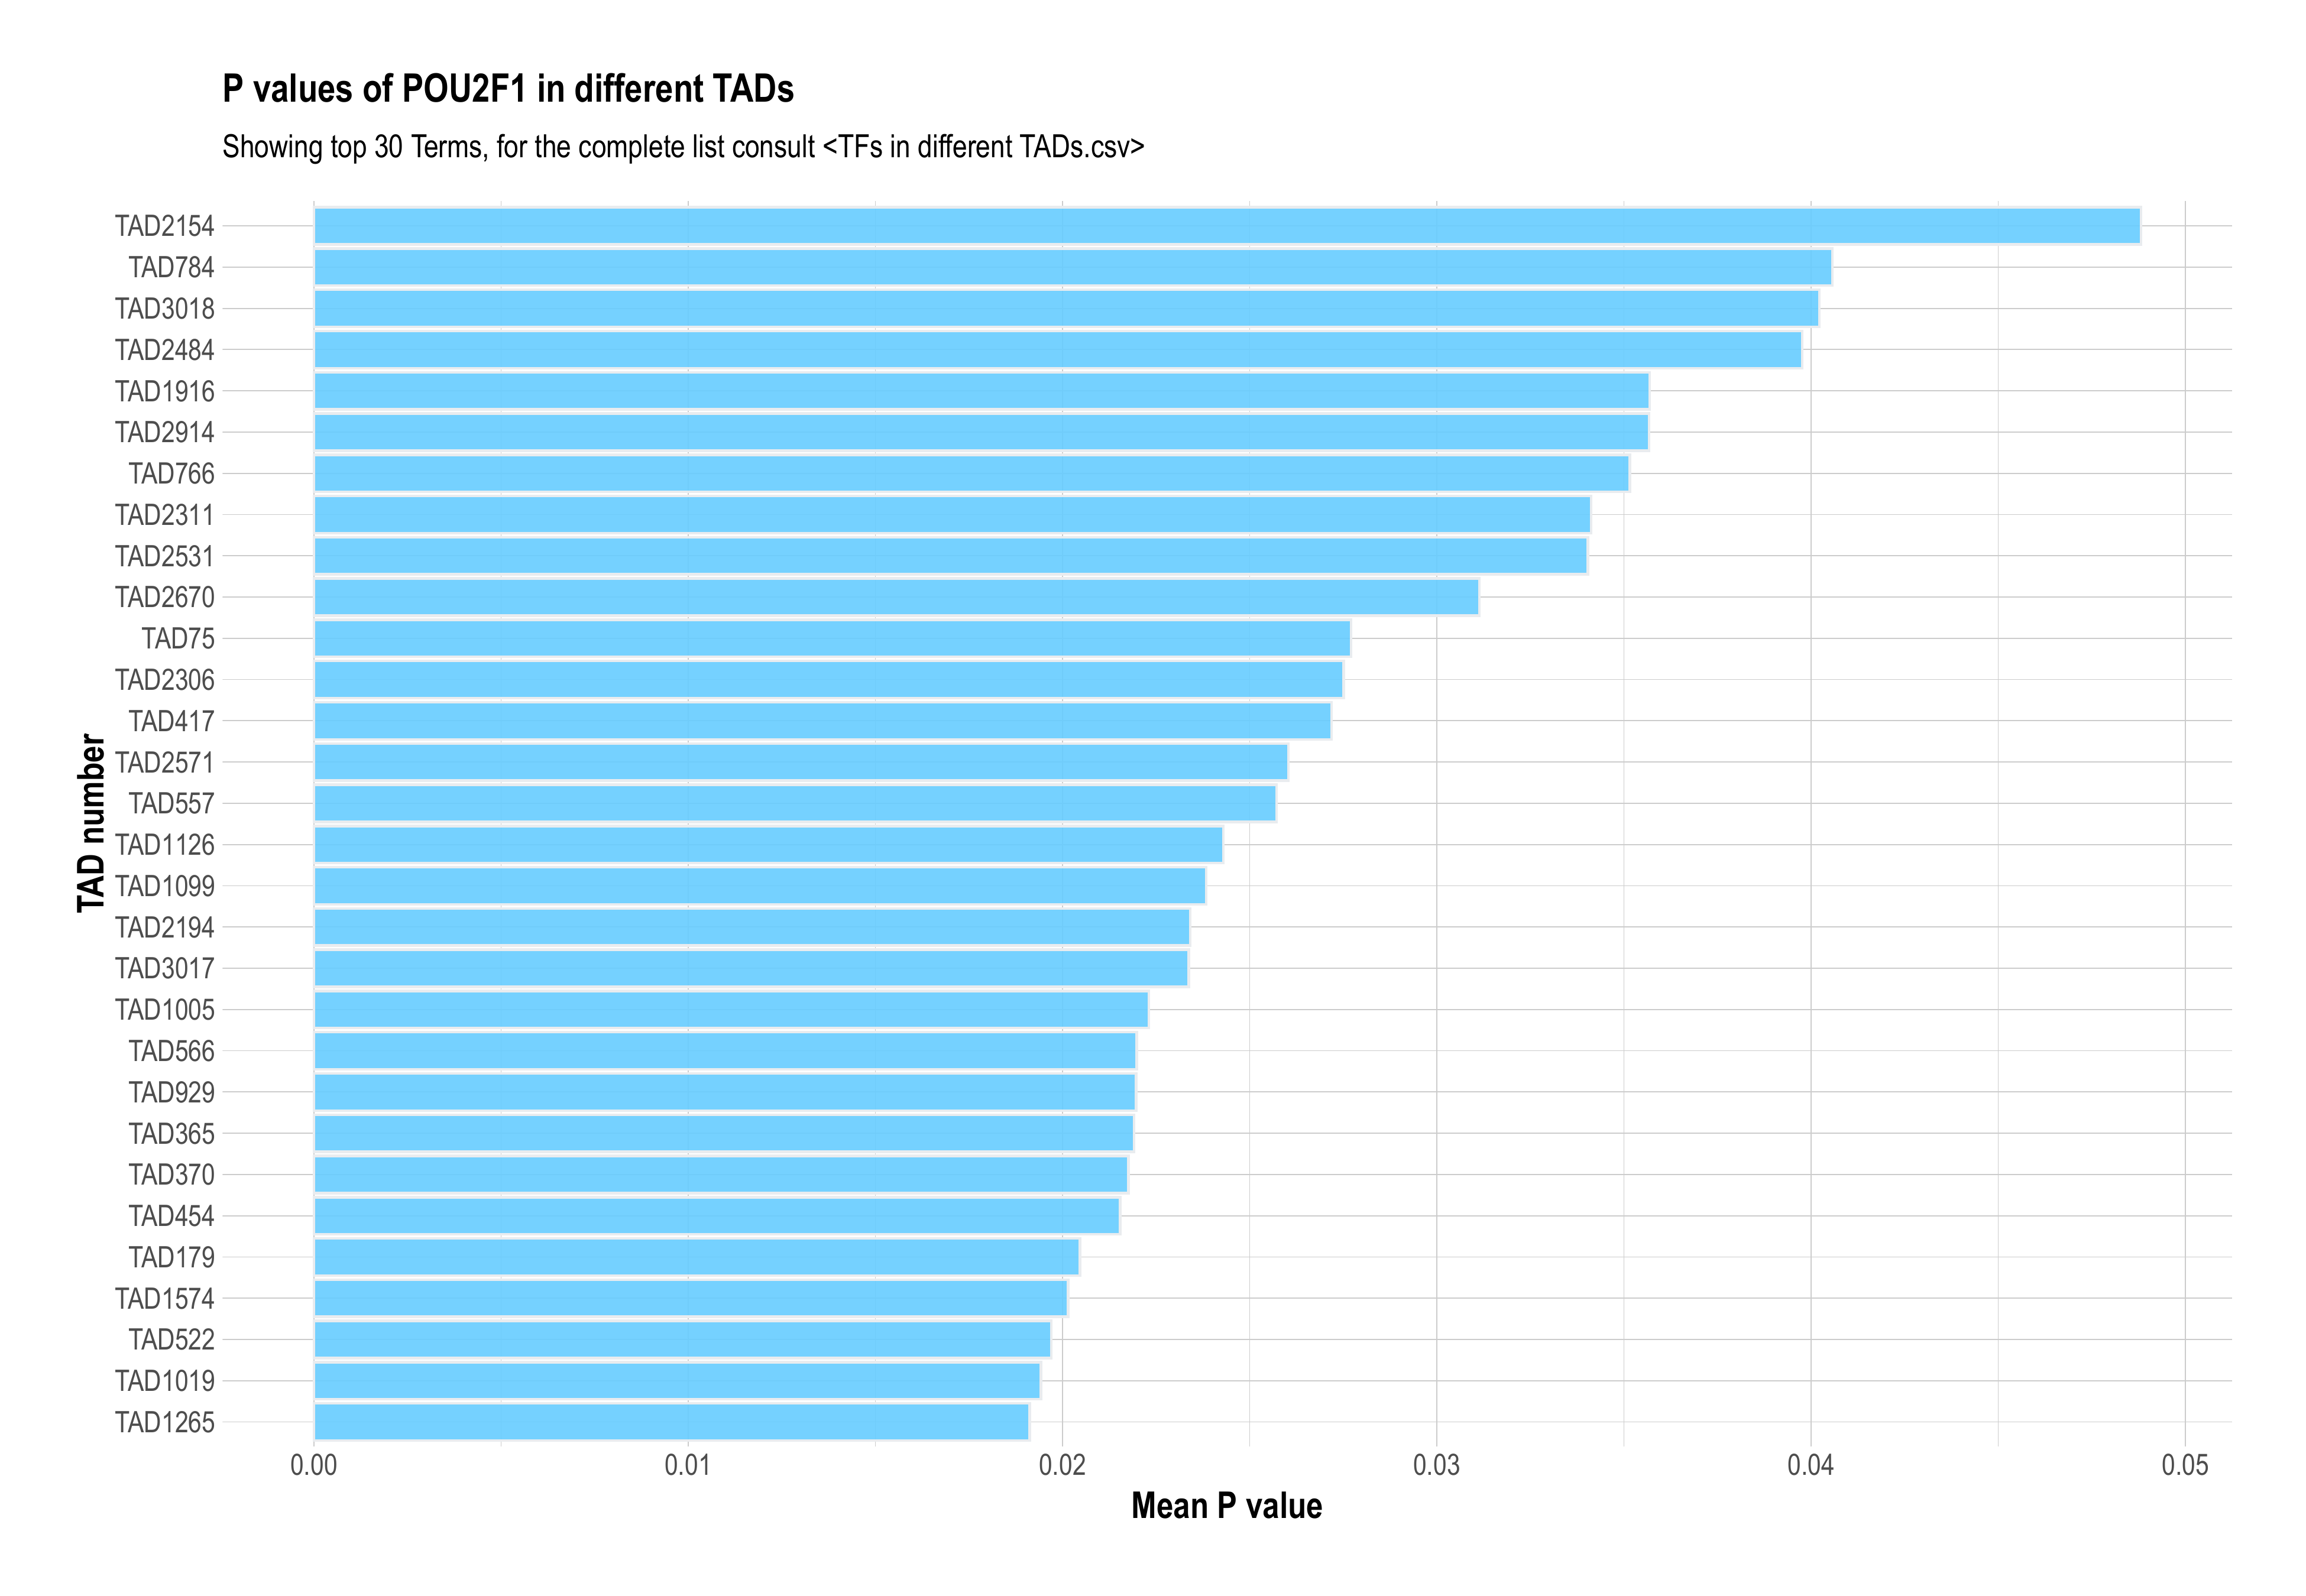 P values of POU2F1 in different TADs
Showing top 30 Terms, for the complete list consult <TFs in different TADs.csv>
TAD number
TAD2154
TAD784
TAD3018
TAD2484
TAD1916
TAD2914
TAD766
TAD2311
TAD2531
TAD2670
TAD75
TAD2306
TAD417
TAD2571
TAD557
TAD1126
TAD1099
TAD2194
TAD3017
TAD1005
TAD566
TAD929
TAD365
TAD370
TAD454
TAD179
TAD1574
TAD522
TAD1019
TAD1265
0.00 0.01 0.02 0.03 0.04 0.05
Mean P value